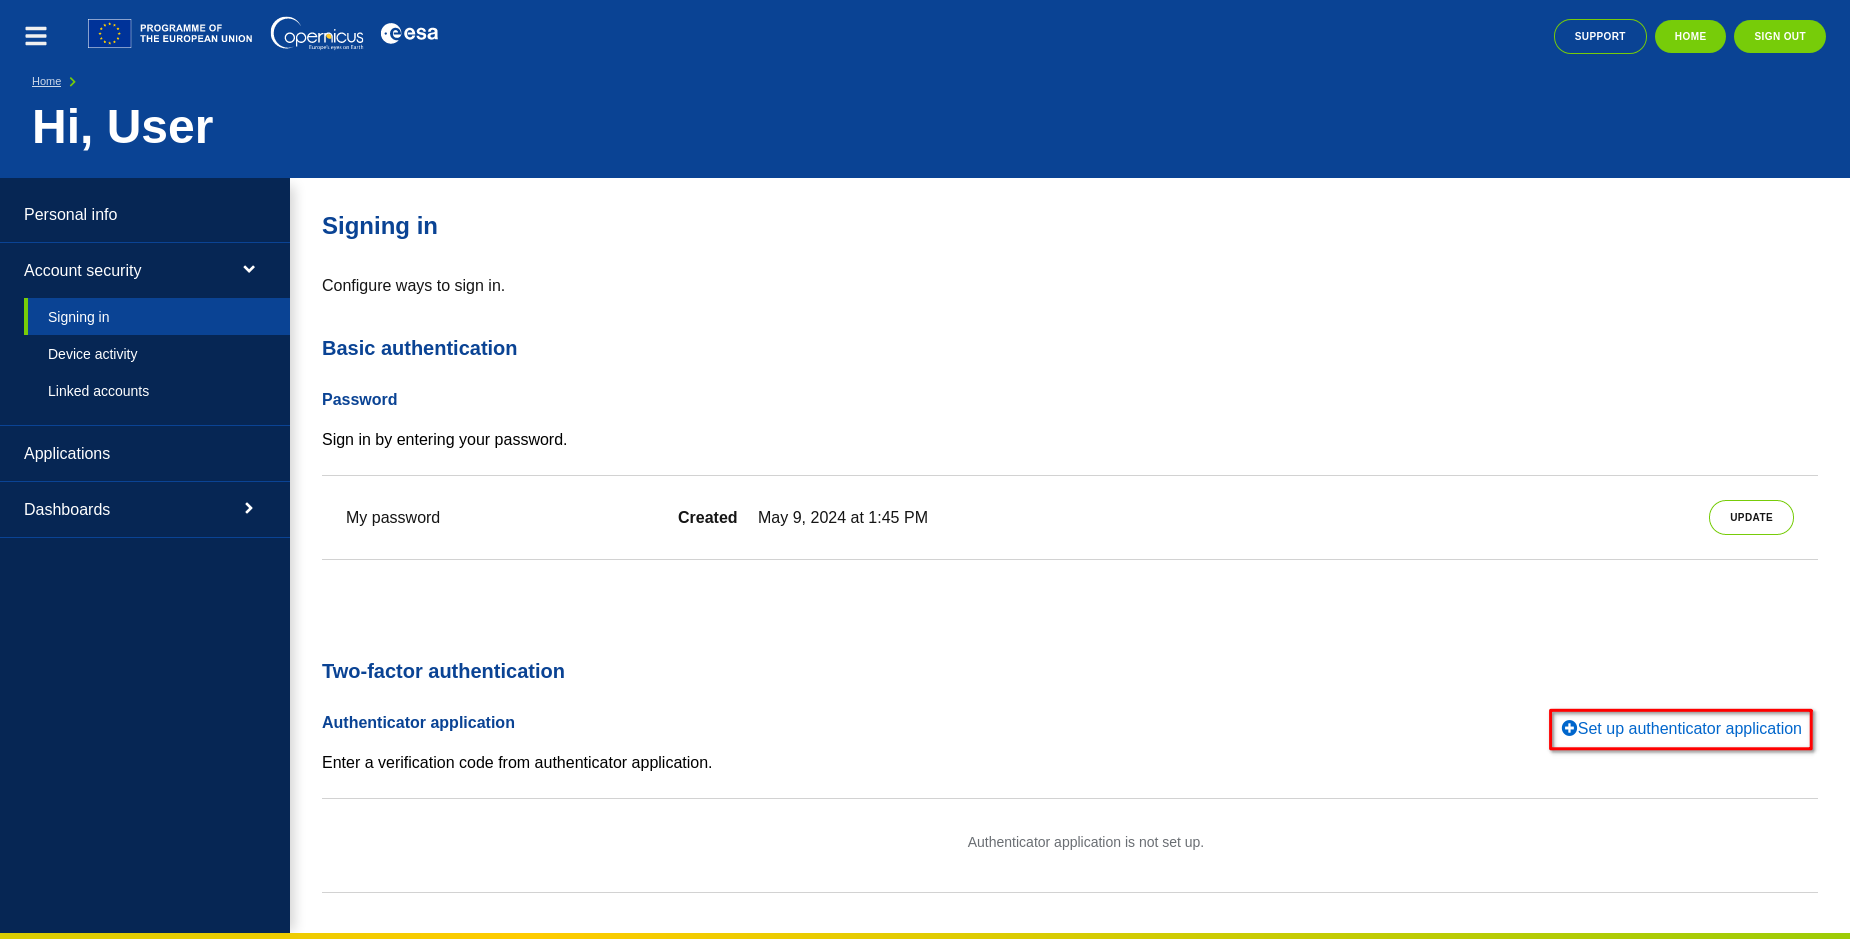 PROGRAMME OF
THE EUROPEAN UNION
Copernicus
Europe's eyes on Earth
esa
SUPPORT
HOME
SIGN OUT
Home
Hi, User
Personal info
Account security
Signing in
Device activity
Linked accounts
Applications
Dashboards
Signing in
Configure ways to sign in.
Basic authentication
Password
Sign in by entering your password.
My password Created May 9, 2024 at 1:45 PM UPDATE
Two-factor authentication
Authenticator application
Set up authenticator application
Enter a verification code from authenticator application.
Authenticator application is not set up.